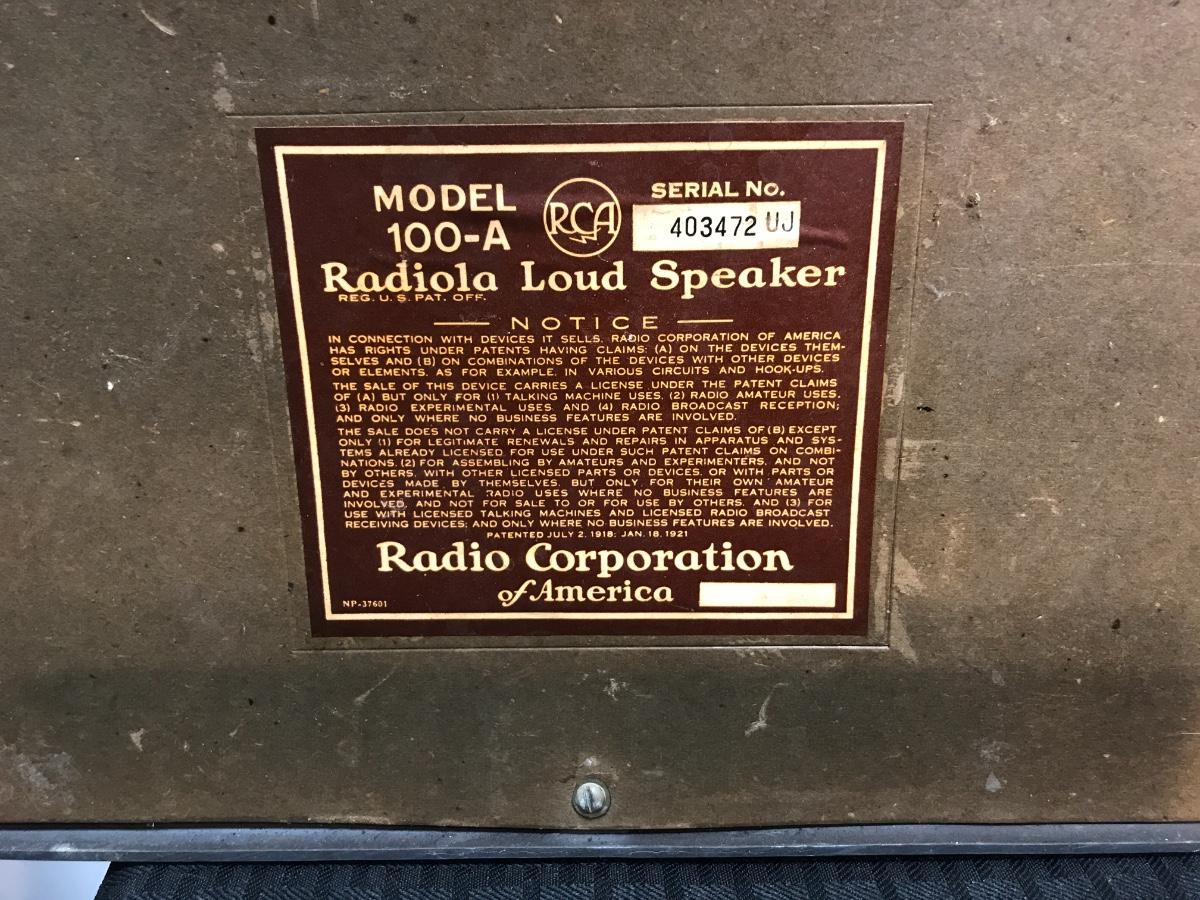 MODEL
100-A
RCA
SERIAL No.
403472 UJ
Radiola Loud Speaker
REG. U. S. PAT. OFF.
NOTICE
IN CONNECTION WITH DEVICES IT SELLS, RADIO CORPORATION OF AMERICA
HAS RIGHTS UNDER PATENTS HAVING CLAIMS: (A) ON THE DEVICES THEM-
SELVES AND (B) ON COMBINATIONS OF THE DEVICES WITH OTHER DEVICES
OR ELEMENTS, AS FOR EXAMPLE, IN VARIOUS CIRCUITS AND HOOK-UPS.
THE SALE OF THIS DEVICE CARRIES A LICENSE UNDER THE PATENT CLAIMS
OF (A) BUT ONLY FOR (1) TALKING MACHINE USES, (2) RADIO AMATEUR USES,
(3) RADIO EXPERIMENTAL USES AND (4) RADIO BROADCAST RECEPTION;
AND ONLY WHERE NO BUSINESS FEATURES ARE INVOLVED.
THE SALE DOES NOT CARRY A LICENSE UNDER PATENT CLAIMS OF (B) EXCEPT
ONLY (1) FOR LEGITIMATE RENEWALS AND REPAIRS IN APPARATUS AND SYS-
TEMS ALREADY LICENSED FOR USE UNDER SUCH PATENT CLAIMS ON COMBI-
NATIONS, (2) FOR ASSEMBLING BY AMATEURS AND EXPERIMENTERS, AND NOT
BY OTHERS, WITH OTHER LICENSED PARTS OR DEVICES, OR WITH PARTS OR
DEVICES MADE BY THEMSELVES, BUT ONLY FOR THEIR OWN AMATEUR
AND EXPERIMENTAL RADIO USES WHERE NO BUSINESS FEATURES ARE
INVOLVED, AND NOT FOR SALE TO OR FOR USE BY OTHERS, AND (3) FOR
USE WITH LICENSED TALKING MACHINES AND LICENSED RADIO BROADCAST
RECEIVING DEVICES; AND ONLY WHERE NO BUSINESS FEATURES ARE INVOLVED.
PATENTED JULY 2, 1918; JAN. 18, 1921
Radio Corporation
of America
NP-37601